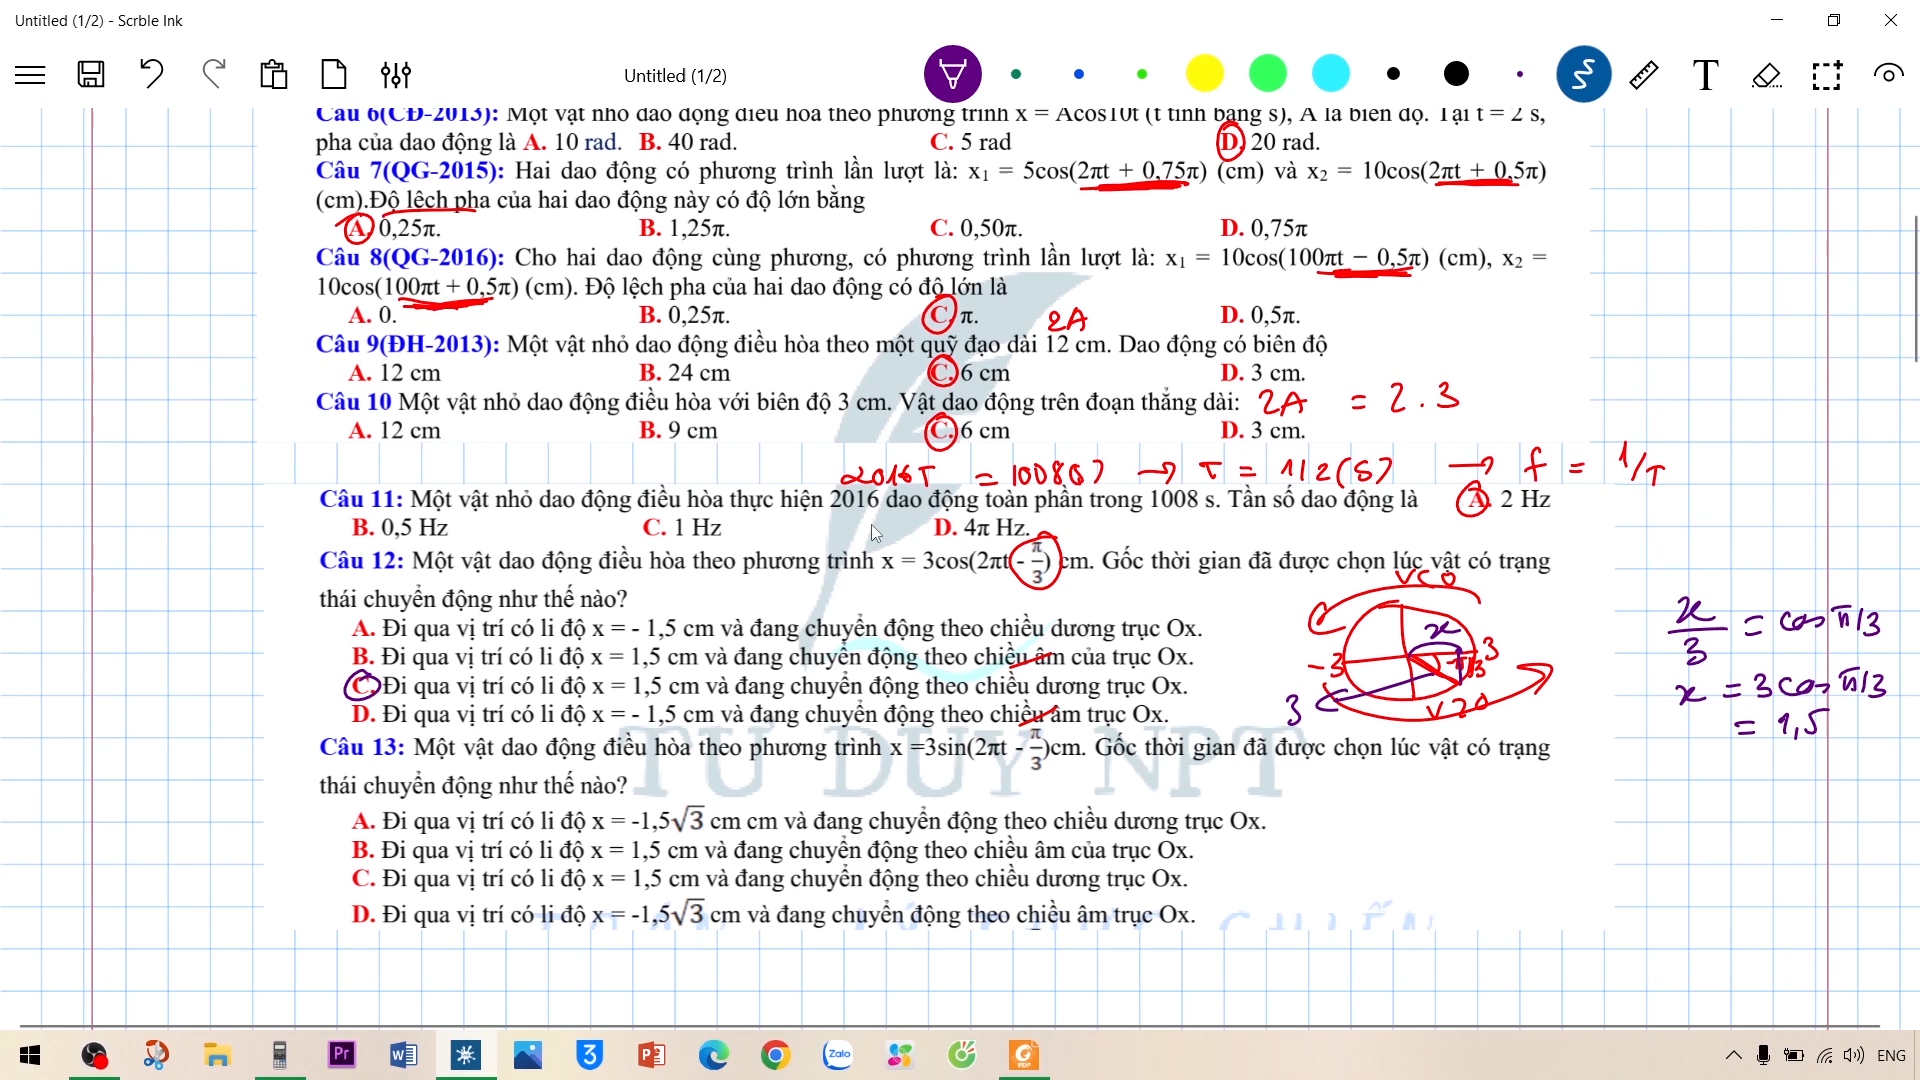 Untitled (1/2) - Scrble Ink
Untitled (1/2)
T
Câu 6(CĐ-2013): Một vật nhỏ dao động điều hòa theo phương trình x = Acos10t (t tính bằng s), A là biên độ. Tại t = 2 s,
pha của dao động là A. 10 rad. B. 40 rad. C. 5 rad D. 20 rad.
Câu 7(QG-2015): Hai dao động có phương trình lần lượt là: x₁ = 5cos(2πt + 0,75π) (cm) và x₂ = 10cos(2πt + 0,5π)
(cm).Độ lệch pha của hai dao động này có độ lớn bằng
A. 0,25π. B. 1,25π. C. 0,50π. D. 0,75π
Câu 8(QG-2016): Cho hai dao động cùng phương, có phương trình lần lượt là: x₁ = 10cos(100πt − 0,5π) (cm), x₂ =
10cos(100πt + 0,5π) (cm). Độ lệch pha của hai dao động có độ lớn là
A. 0. B. 0,25π. C. π. D. 0,5π.
2A
Câu 9(ĐH-2013): Một vật nhỏ dao động điều hòa theo một quỹ đạo dài 12 cm. Dao động có biên độ
A. 12 cm B. 24 cm C. 6 cm D. 3 cm.
Câu 10 Một vật nhỏ dao động điều hòa với biên độ 3 cm. Vật dao động trên đoạn thẳng dài: 2A = 2.3
A. 12 cm B. 9 cm C. 6 cm D. 3 cm.
2016T = 1008(s) → T = 1/2(s) → f = 1/T
Câu 11: Một vật nhỏ dao động điều hòa thực hiện 2016 dao động toàn phần trong 1008 s. Tần số dao động là A. 2 Hz
B. 0,5 Hz C. 1 Hz D. 4π Hz.
Câu 12: Một vật dao động điều hòa theo phương trình x = 3cos(2πt - π/3) cm. Gốc thời gian đã được chọn lúc vật có trạng
thái chuyển động như thế nào?
A. Đi qua vị trí có li độ x = - 1,5 cm và đang chuyển động theo chiều dương trục Ox.
B. Đi qua vị trí có li độ x = 1,5 cm và đang chuyển động theo chiều âm của trục Ox.
C. Đi qua vị trí có li độ x = 1,5 cm và đang chuyển động theo chiều dương trục Ox.
D. Đi qua vị trí có li độ x = - 1,5 cm và đang chuyển động theo chiều âm trục Ox.
v<0
x
-3 3
-π/3
3
v>0
x/3 = cos π/3
x = 3cos π/3
= 1,5
Câu 13: Một vật dao động điều hòa theo phương trình x =3sin(2πt - π/3)cm. Gốc thời gian đã được chọn lúc vật có trạng
thái chuyển động như thế nào?
A. Đi qua vị trí có li độ x = -1,5√3 cm cm và đang chuyển động theo chiều dương trục Ox.
B. Đi qua vị trí có li độ x = 1,5 cm và đang chuyển động theo chiều âm của trục Ox.
C. Đi qua vị trí có li độ x = 1,5 cm và đang chuyển động theo chiều dương trục Ox.
D. Đi qua vị trí có li độ x = -1,5√3 cm và đang chuyển động theo chiều âm trục Ox.
TƯ DUY NPT
Pr
Zalo
PDF
ENG